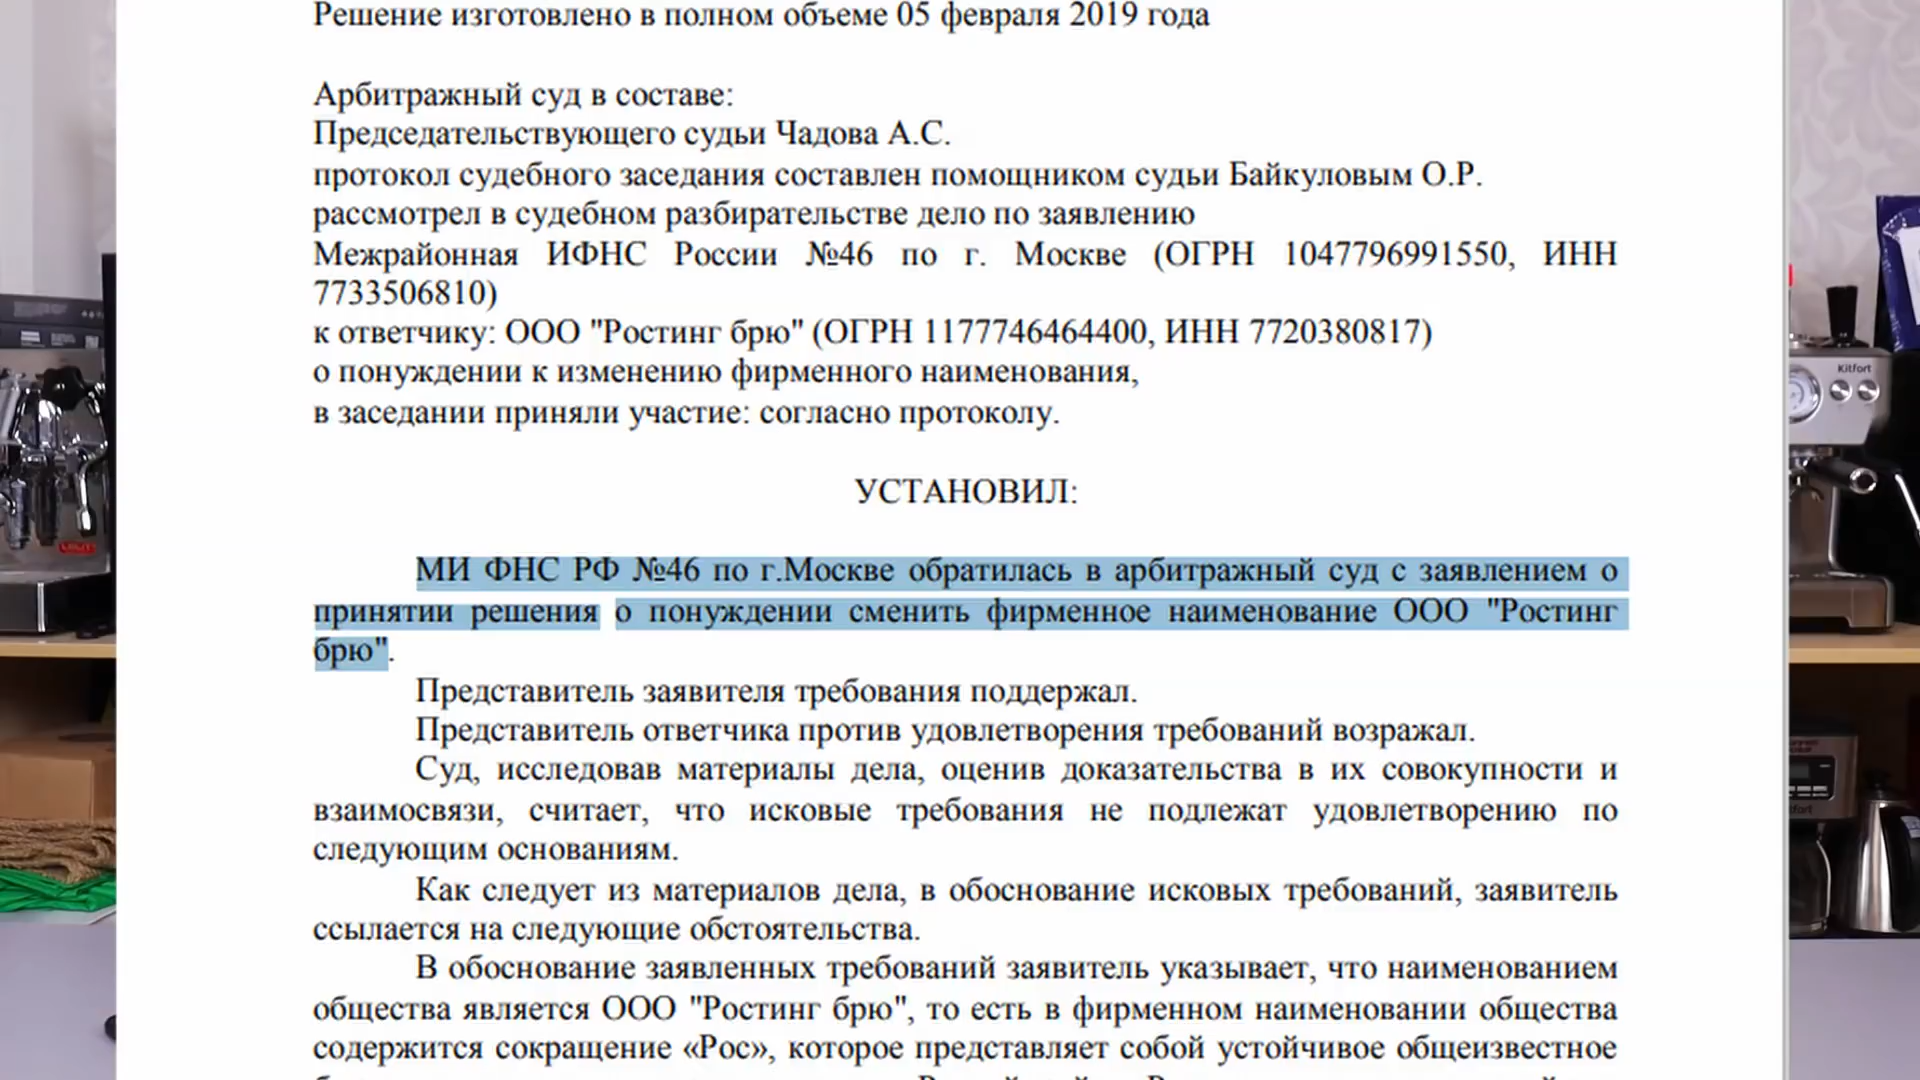 Решение изготовлено в полном объеме 05 февраля 2019 года
Арбитражный суд в составе:
Председательствующего судьи Чадова А.С.
протокол судебного заседания составлен помощником судьи Байкуловым О.Р.
рассмотрел в судебном разбирательстве дело по заявлению
Межрайонная ИФНС России №46 по г. Москве (ОГРН 1047796991550, ИНН
7733506810)
к ответчику: ООО "Ростинг брю" (ОГРН 1177746464400, ИНН 7720380817)
о понуждении к изменению фирменного наименования,
в заседании приняли участие: согласно протоколу.
УСТАНОВИЛ:
МИ ФНС РФ №46 по г.Москве обратилась в арбитражный суд с заявлением о
принятии решения о понуждении сменить фирменное наименование ООО "Ростинг
брю".
Представитель заявителя требования поддержал.
Представитель ответчика против удовлетворения требований возражал.
Суд, исследовав материалы дела, оценив доказательства в их совокупности и
взаимосвязи, считает, что исковые требования не подлежат удовлетворению по
следующим основаниям.
Как следует из материалов дела, в обоснование исковых требований, заявитель
ссылается на следующие обстоятельства.
В обоснование заявленных требований заявитель указывает, что наименованием
общества является ООО "Ростинг брю", то есть в фирменном наименовании общества
содержится сокращение «Рос», которое представляет собой устойчивое общеизвестное
Kitfort